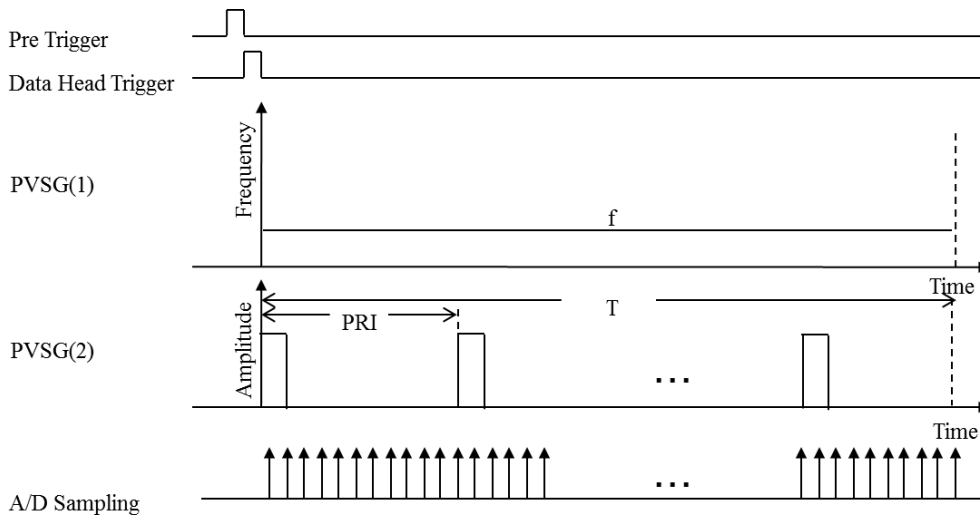 Pre Trigger
Data Head Trigger
Frequency
PVSG(1)
f
Time
T
PRI
Amplitude
PVSG(2)
...
Time
...
A/D Sampling